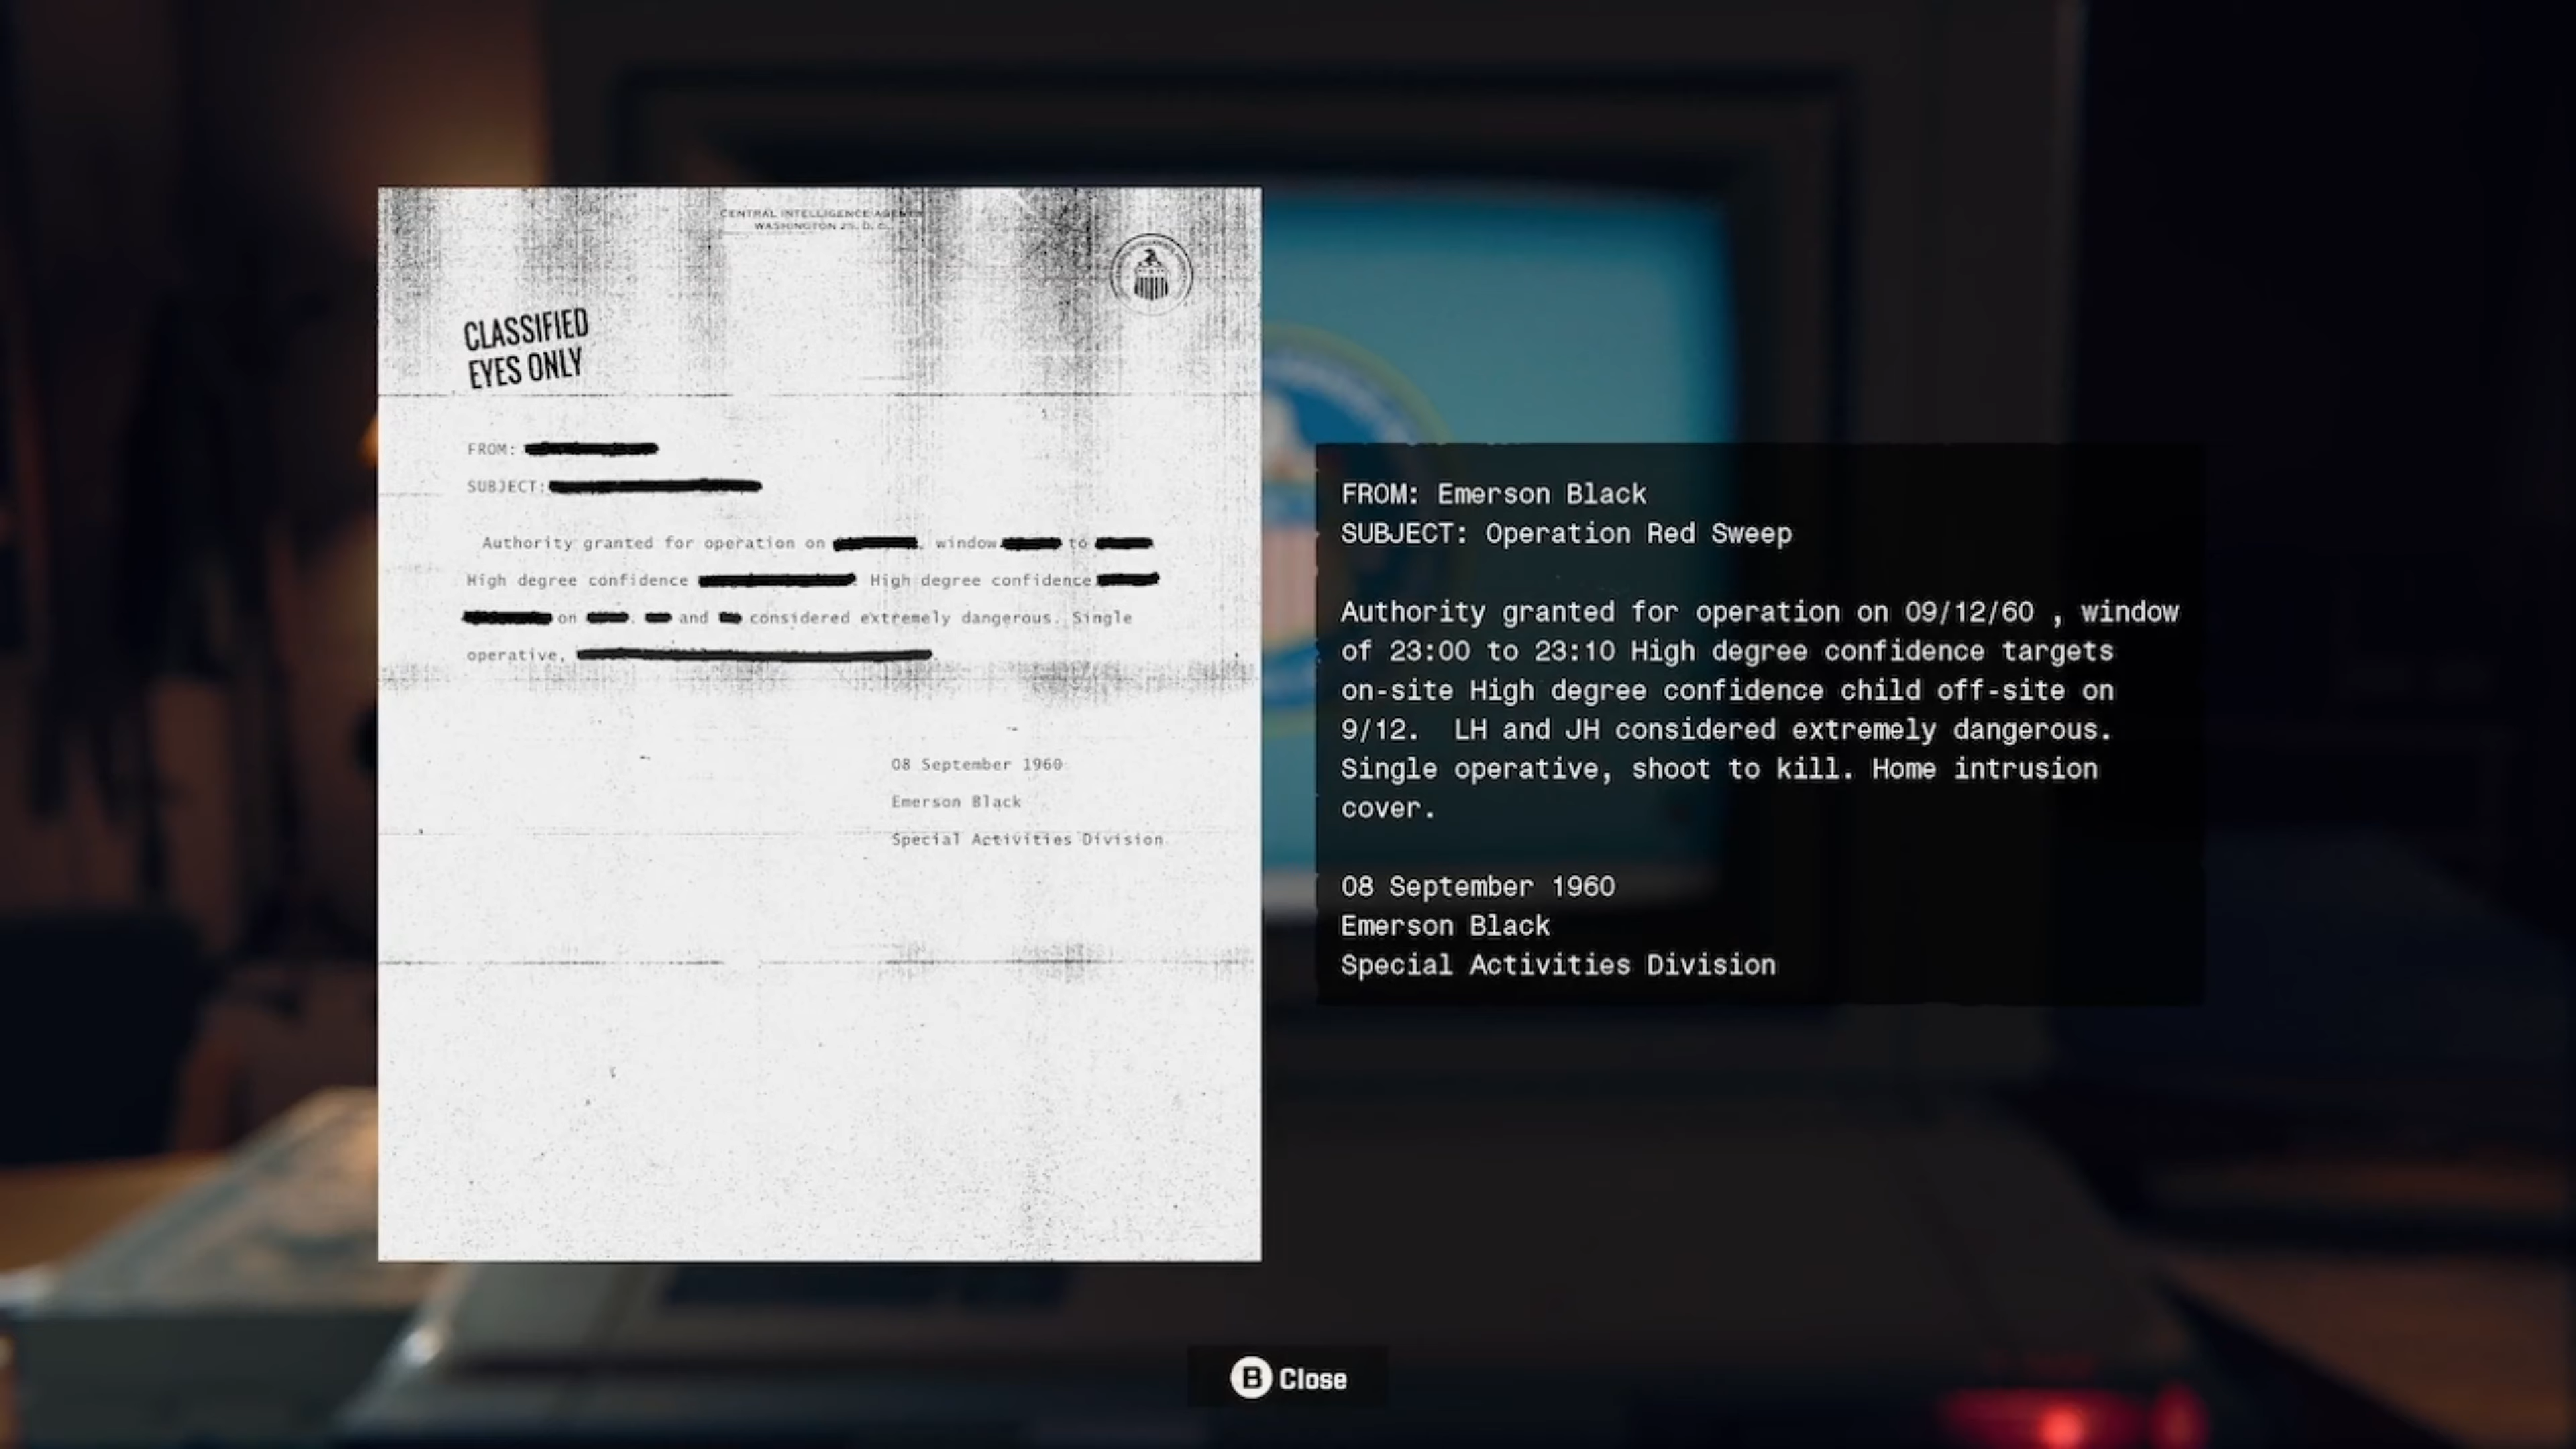 CENTRAL INTELLIGENCE AGENCY
WASHINGTON 25, D. C.
CLASSIFIED
EYES ONLY
FROM:
SUBJECT:
Authority granted for operation on , window to
High degree confidence . High degree confidence
on , and considered extremely dangerous. Single
operative,
08 September 1960
Emerson Black
Special Activities Division
FROM: Emerson Black
SUBJECT: Operation Red Sweep
Authority granted for operation on 09/12/60 , window
of 23:00 to 23:10 High degree confidence targets
on-site High degree confidence child off-site on
9/12.  LH and JH considered extremely dangerous.
Single operative, shoot to kill. Home intrusion
cover.
08 September 1960
Emerson Black
Special Activities Division
B Close